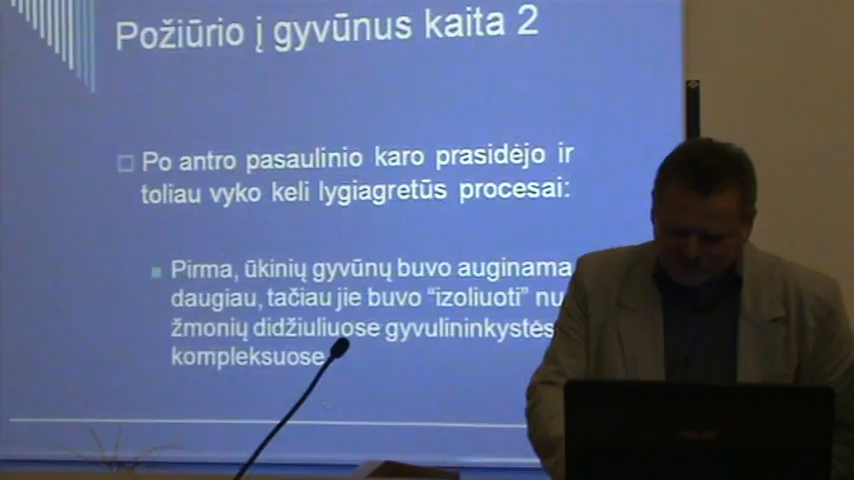 Požiūrio į gyvūnus kaita 2
Po antro pasaulinio karo prasidėjo ir
toliau vyko keli lygiagretūs procesai:
Pirma, ūkinių gyvūnų buvo auginama
daugiau, tačiau jie buvo “izoliuoti” nu
žmonių didžiuliuose gyvulininkystės
kompleksuose